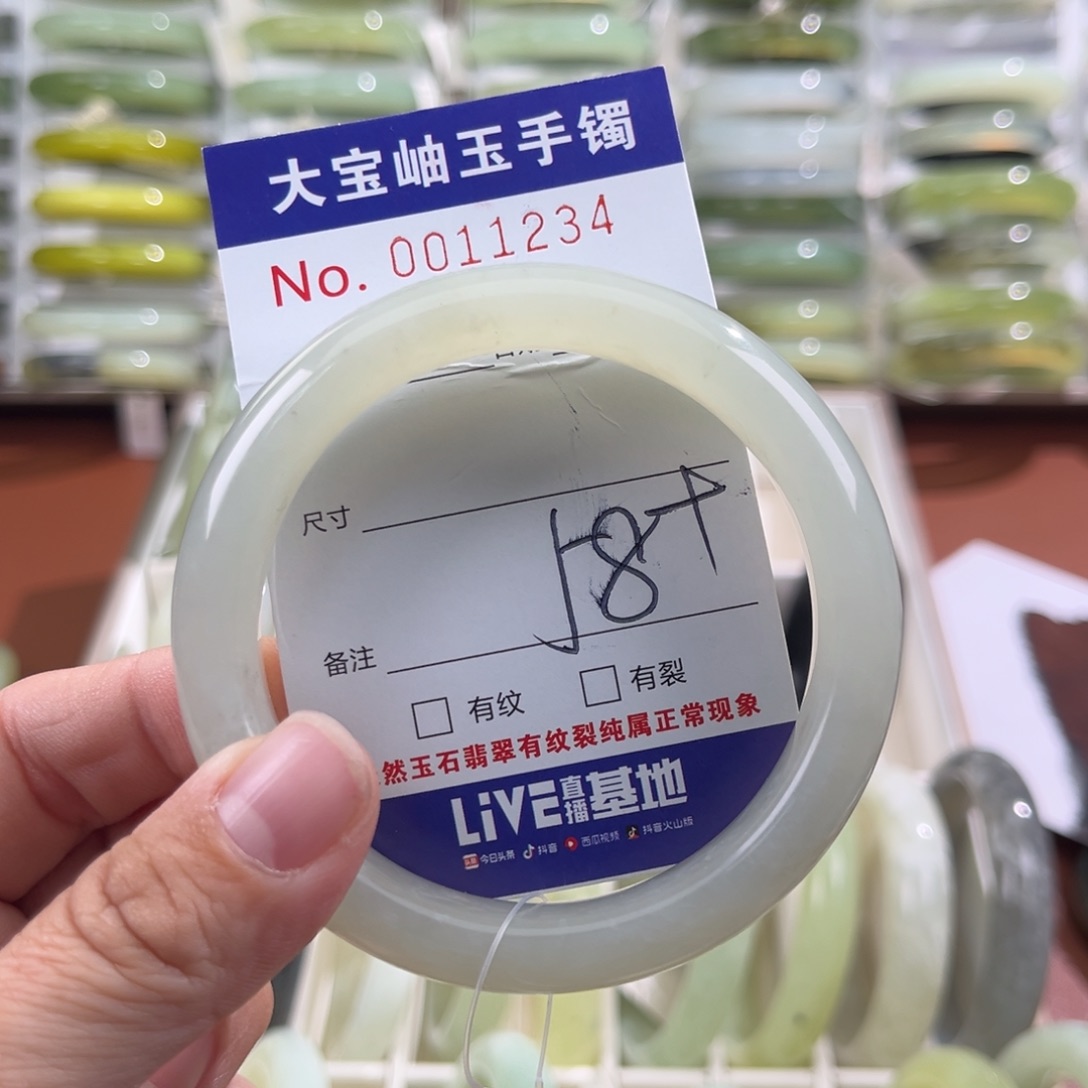 大宝岫玉手镯
No. 0011234
尺寸
备注
有纹
有裂
然玉石翡翠有纹裂纯属正常现象
LiVE直播基地
今日头条 抖音 西瓜视频 抖音火山版